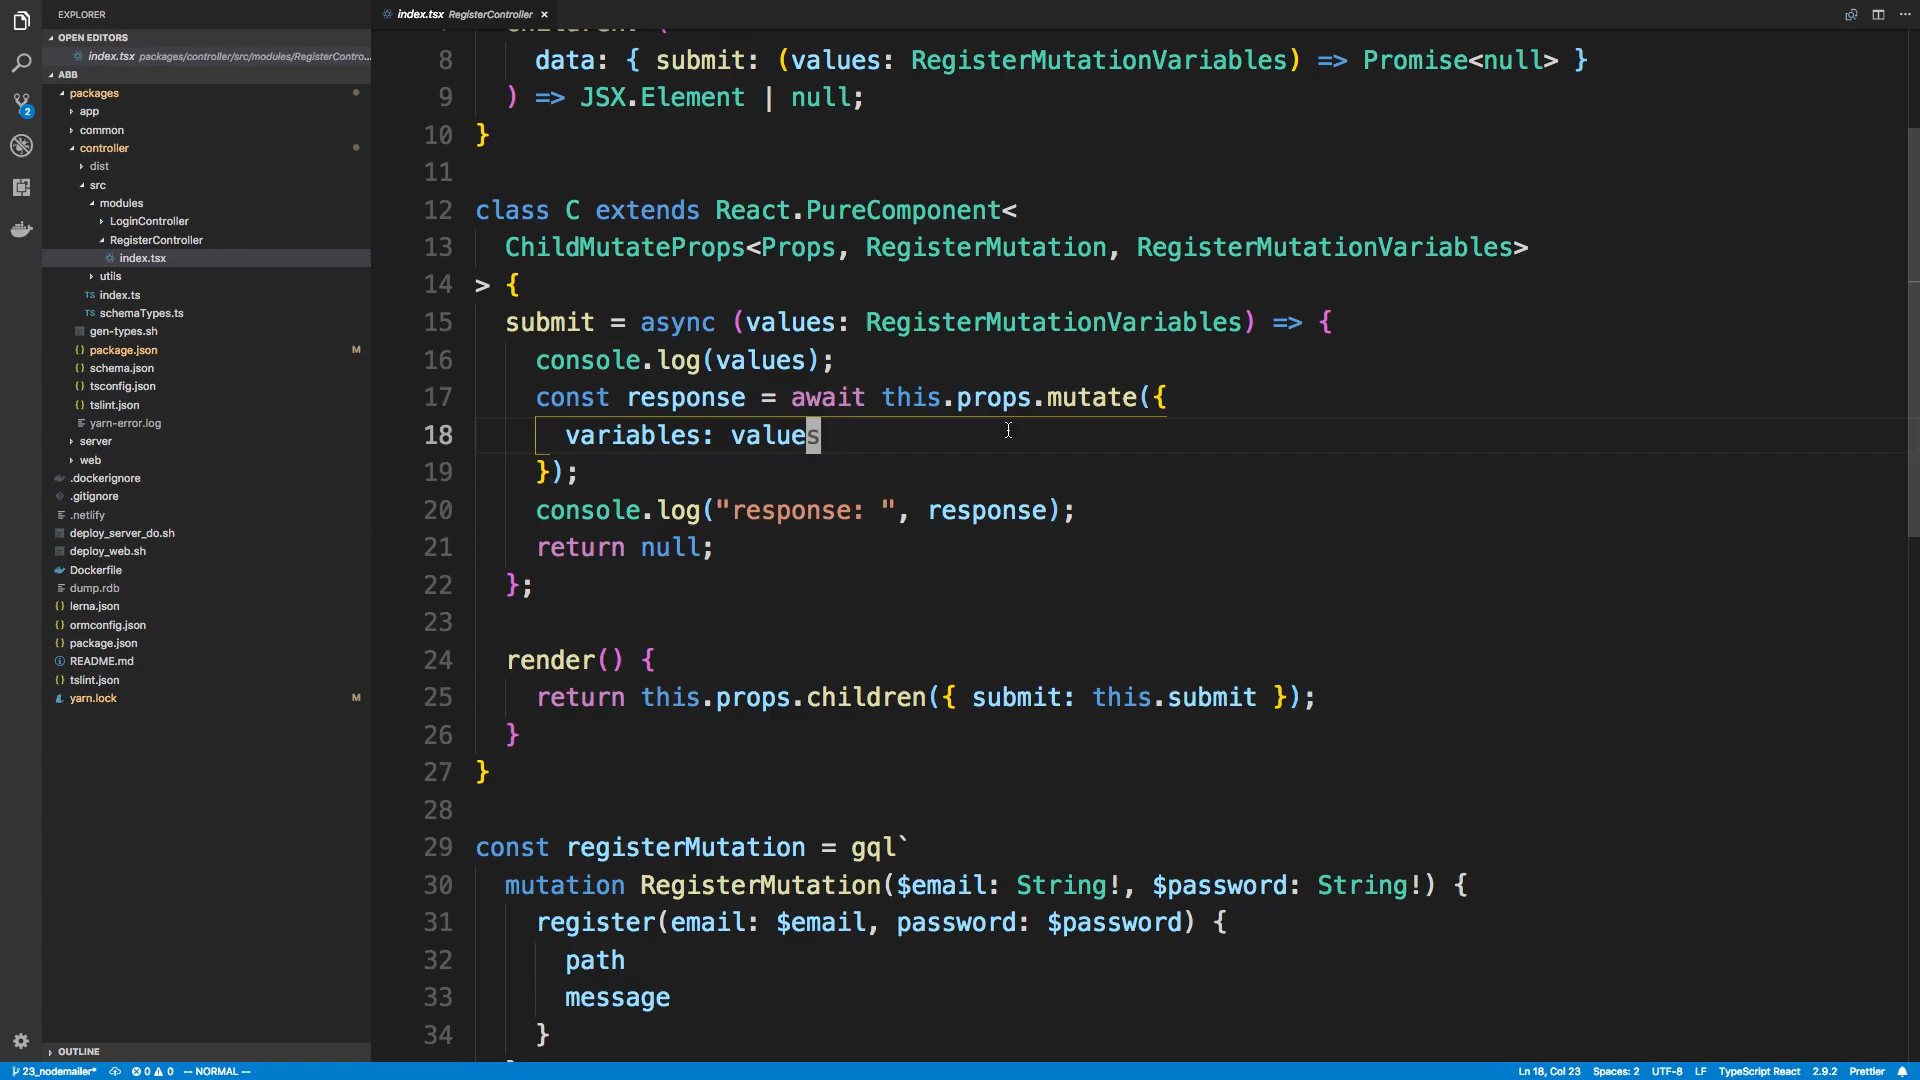 EXPLORER
OPEN EDITORS
index.tsx packages/controller/src/modules/RegisterContro...
ABB
packages
app
common
controller
dist
src
modules
LoginController
RegisterController
index.tsx
utils
TS index.ts
TS schemaTypes.ts
gen-types.sh
{} package.json M
{} schema.json
{} tsconfig.json
{} tslint.json
yarn-error.log
server
web
.dockerignore
.gitignore
.netlify
deploy_server_do.sh
deploy_web.sh
Dockerfile
dump.rdb
{} lerna.json
{} ormconfig.json
{} package.json
README.md
{} tslint.json
yarn.lock M
OUTLINE
2
index.tsx RegisterController ×
8 data: { submit: (values: RegisterMutationVariables) => Promise<null> }
9 ) => JSX.Element | null;
10 }
11
12 class C extends React.PureComponent<
13 ChildMutateProps<Props, RegisterMutation, RegisterMutationVariables>
14 > {
15 submit = async (values: RegisterMutationVariables) => {
16 console.log(values);
17 const response = await this.props.mutate({
18 variables: values
19 });
20 console.log("response: ", response);
21 return null;
22 };
23
24 render() {
25 return this.props.children({ submit: this.submit });
26 }
27 }
28
29 const registerMutation = gql`
30 mutation RegisterMutation($email: String!, $password: String!) {
31 register(email: $email, password: $password) {
32 path
33 message
34 }
23_nodemailer* 0 0 -- NORMAL -- Ln 18, Col 23 Spaces: 2 UTF-8 LF TypeScript React 2.9.2 Prettier